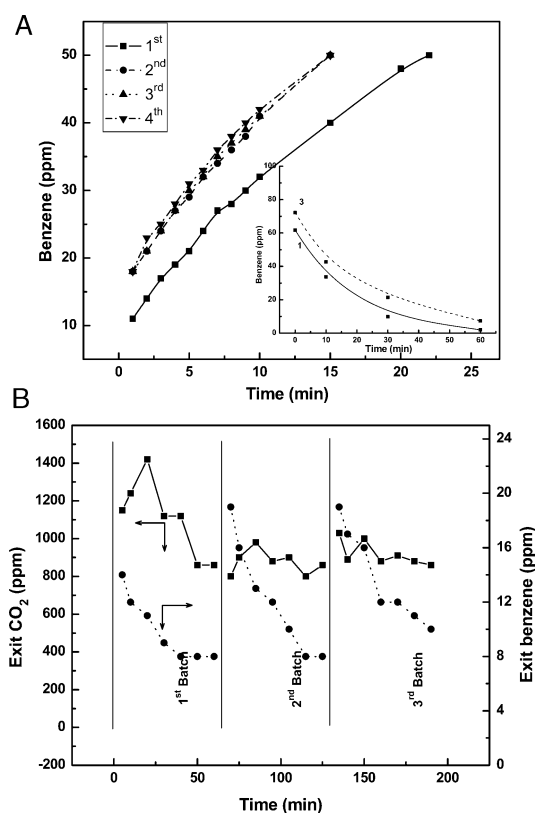 A
1st
2nd
3rd
4th
Benzene (ppm)
50
40
30
20
10
0 5 10 15 20 25
Time (min)
Benzene (ppm)
100
80
60
40
20
0
3
1
0 10 20 30 40 50 60
Time (min)
B
Exit CO2 (ppm)
1600
1400
1200
1000
800
600
400
200
0
-200
24
20
16
12
8
4
0
Exit benzene (ppm)
1st Batch
2nd Batch
3rd Batch
0 50 100 150 200
Time (min)